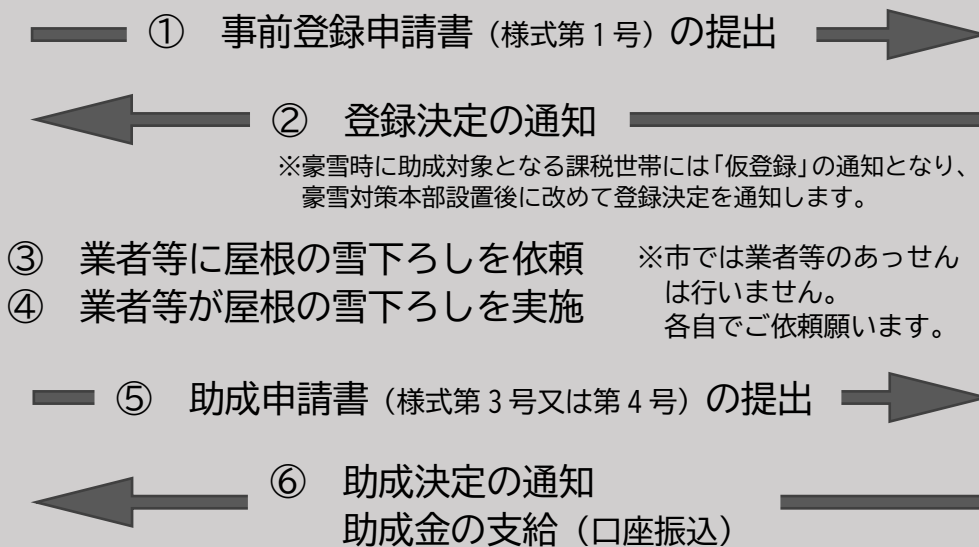 ① 事前登録申請書（様式第1号）の提出
② 登録決定の通知
※豪雪時に助成対象となる課税世帯には「仮登録」の通知となり、
豪雪対策本部設置後に改めて登録決定を通知します。
③ 業者等に屋根の雪下ろしを依頼
④ 業者等が屋根の雪下ろしを実施
※市では業者等のあっせん
は行いません。
各自でご依頼願います。
⑤ 助成申請書（様式第3号又は第4号）の提出
⑥ 助成決定の通知
助成金の支給（口座振込）